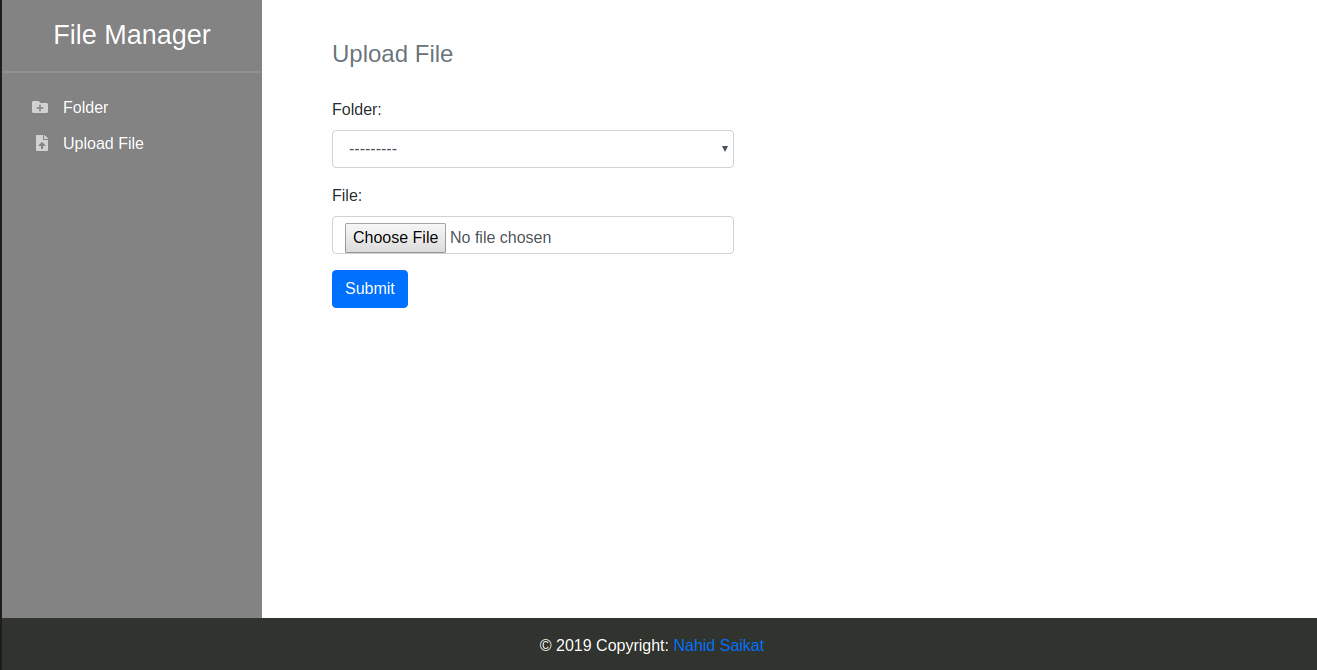 File Manager
Folder
Upload File
Upload File
Folder:
---------
File:
Choose File No file chosen
Submit
© 2019 Copyright: Nahid Saikat